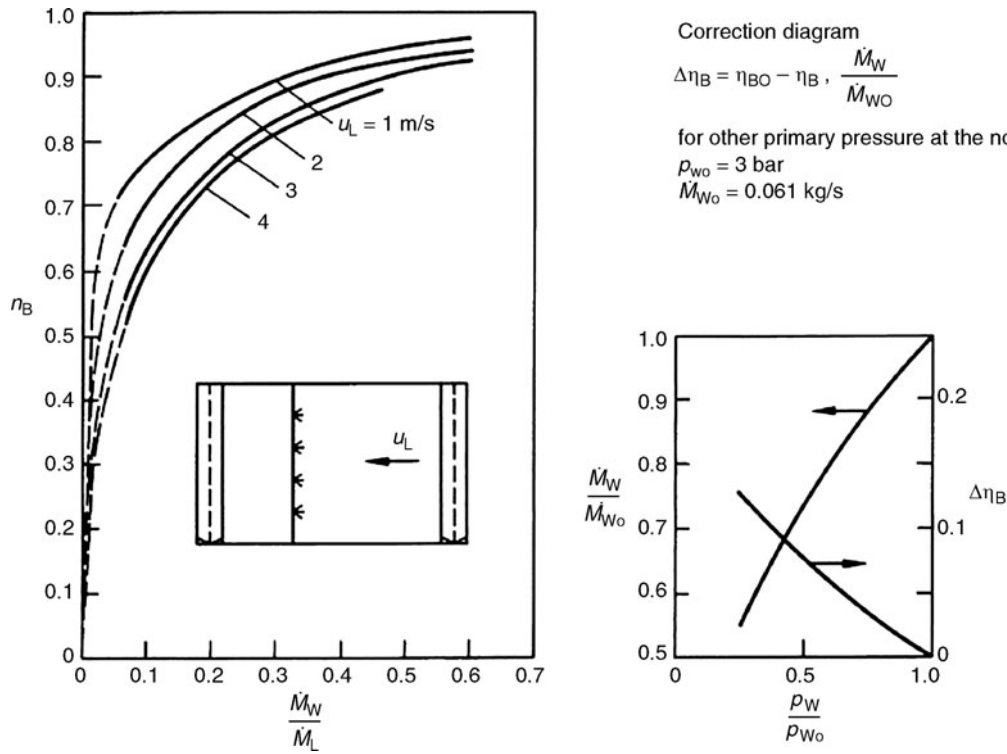 1.0
0.9
0.8
0.7
0.6
n_B
0.5
0.4
0.3
0.2
0.1
0
0 0.1 0.2 0.3 0.4 0.5 0.6 0.7
Ṁ_W
Ṁ_L
u_L = 1 m/s
2
3
4
u_L
Correction diagram
Δη_B = η_BO – η_B , Ṁ_W / Ṁ_WO
for other primary pressure at the no
p_wo = 3 bar
Ṁ_Wo = 0.061 kg/s
1.0
0.9
0.8
Ṁ_W
Ṁ_Wo
0.7
0.6
0.5
0 0.5 1.0
p_W
p_Wo
0.2
Δη_B
0.1
0